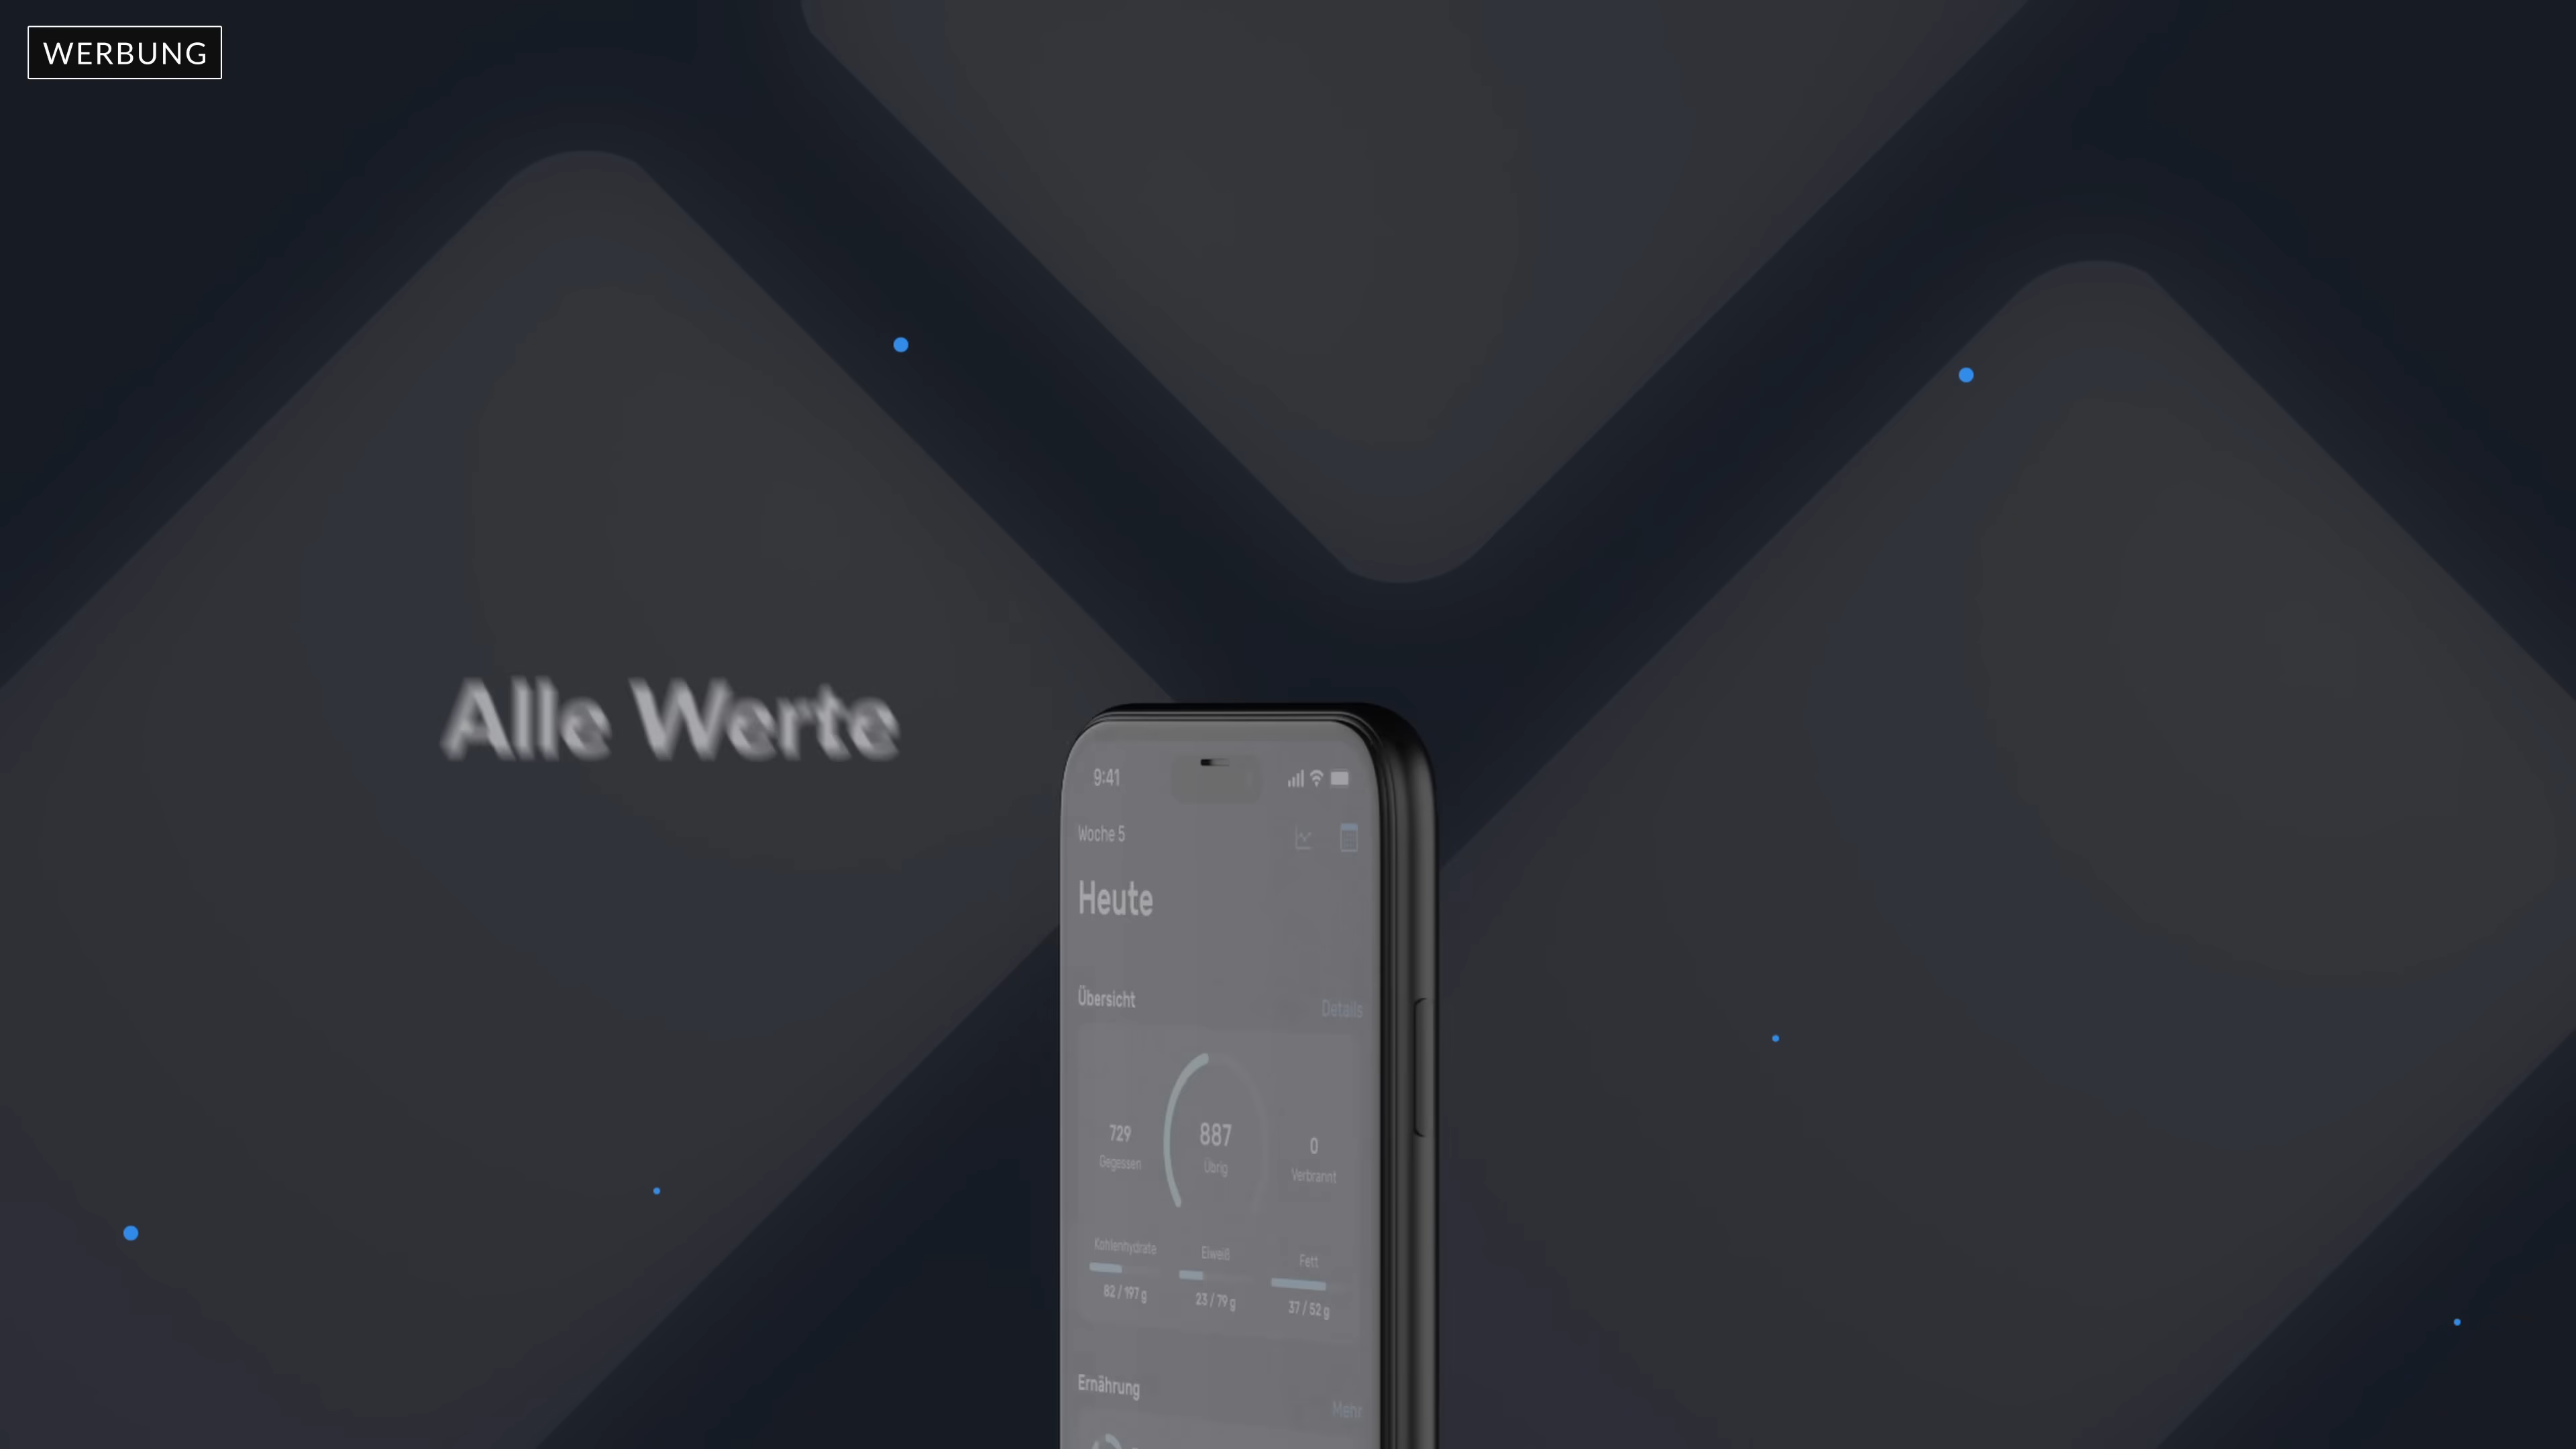 WERBUNG
Alle Werte
9:41
Woche 5
Heute
Übersicht
Details
729
Gegessen
887
Übrig
0
Verbrannt
Kohlenhydrate
Eiweiß
Fett
82 / 197 g
23 / 79 g
37 / 52 g
Ernährung
Mehr